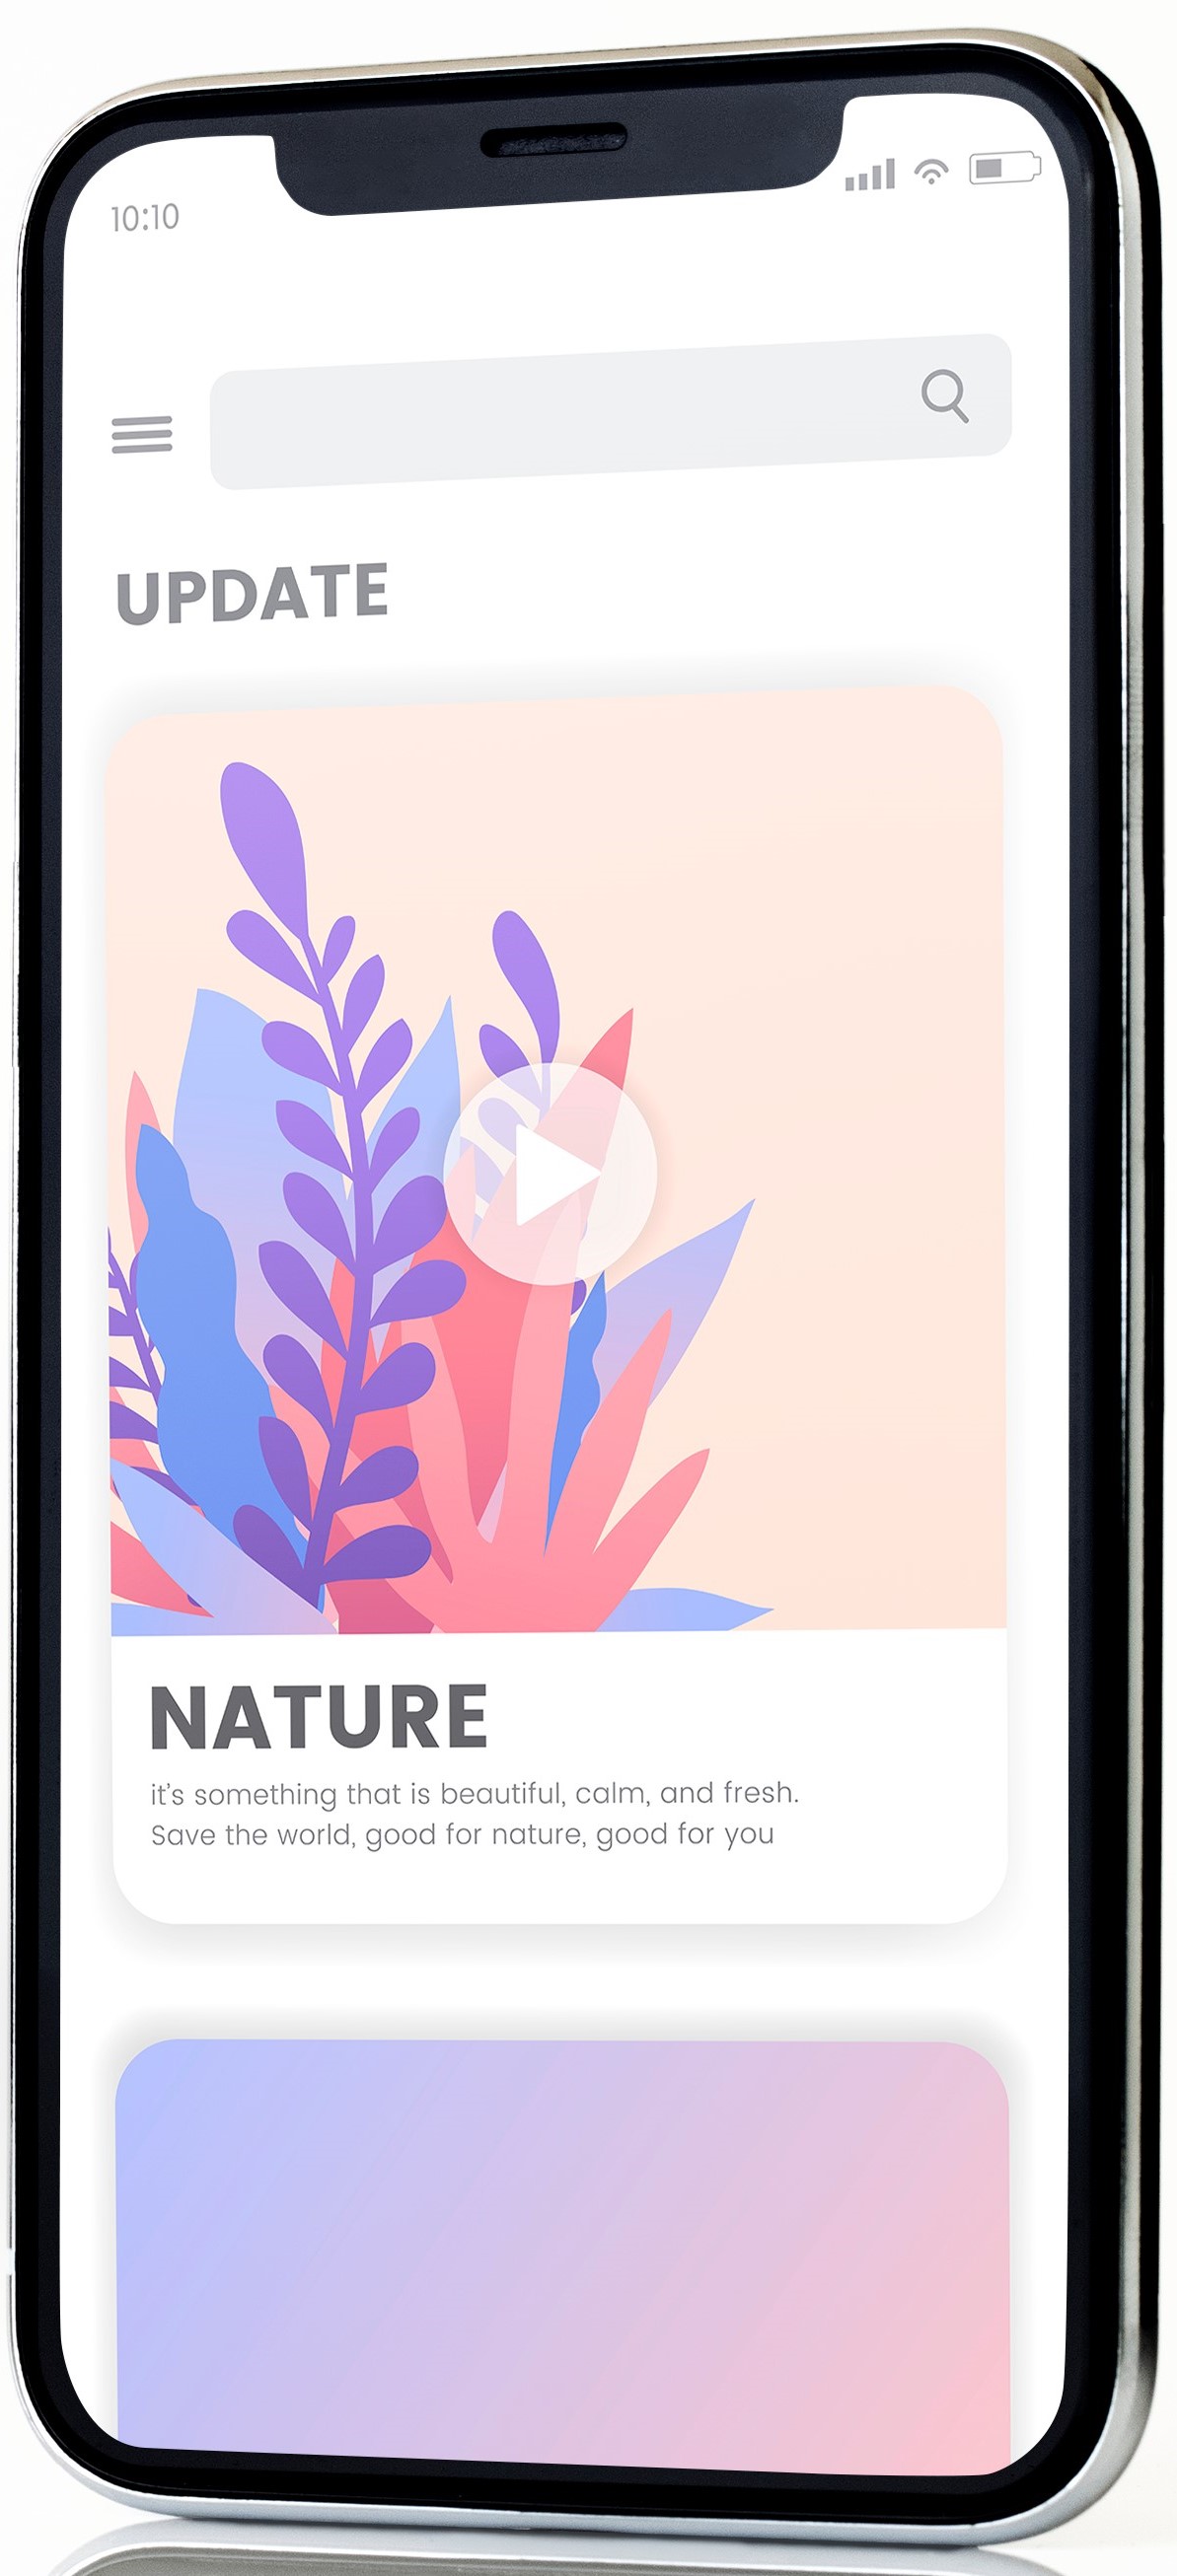 10:10
UPDATE
NATURE
it's something that is beautiful, calm, and fresh.
Save the world, good for nature, good for you